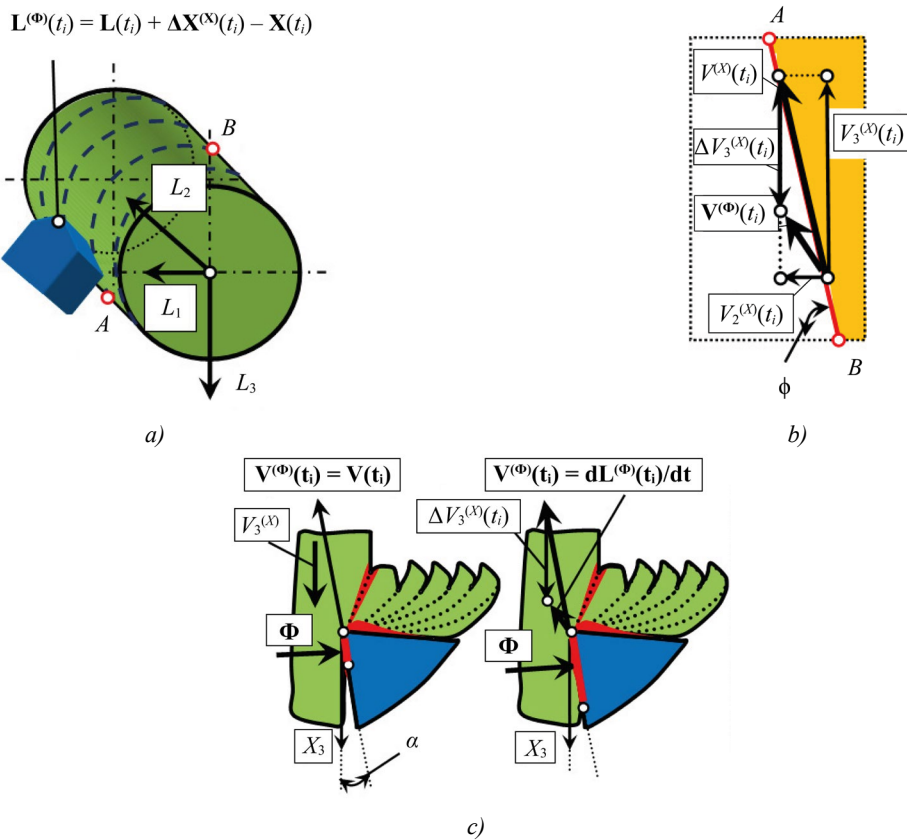 L⁽ᶲ⁾(tᵢ) = L(tᵢ) + ΔX⁽ˣ⁾(tᵢ) – X(tᵢ)
B
L₂
L₁
A
L₃
a)
A
V⁽ˣ⁾(tᵢ)
V₃⁽ˣ⁾(tᵢ)
ΔV₃⁽ˣ⁾(tᵢ)
V⁽ᶲ⁾(tᵢ)
V₂⁽ˣ⁾(tᵢ)
B
ϕ
b)
V⁽ᶲ⁾(tᵢ) = V(tᵢ)
V₃⁽ˣ⁾
Φ
X₃
α
V⁽ᶲ⁾(tᵢ) = dL⁽ᶲ⁾(tᵢ)/dt
ΔV₃⁽ˣ⁾(tᵢ)
Φ
X₃
c)